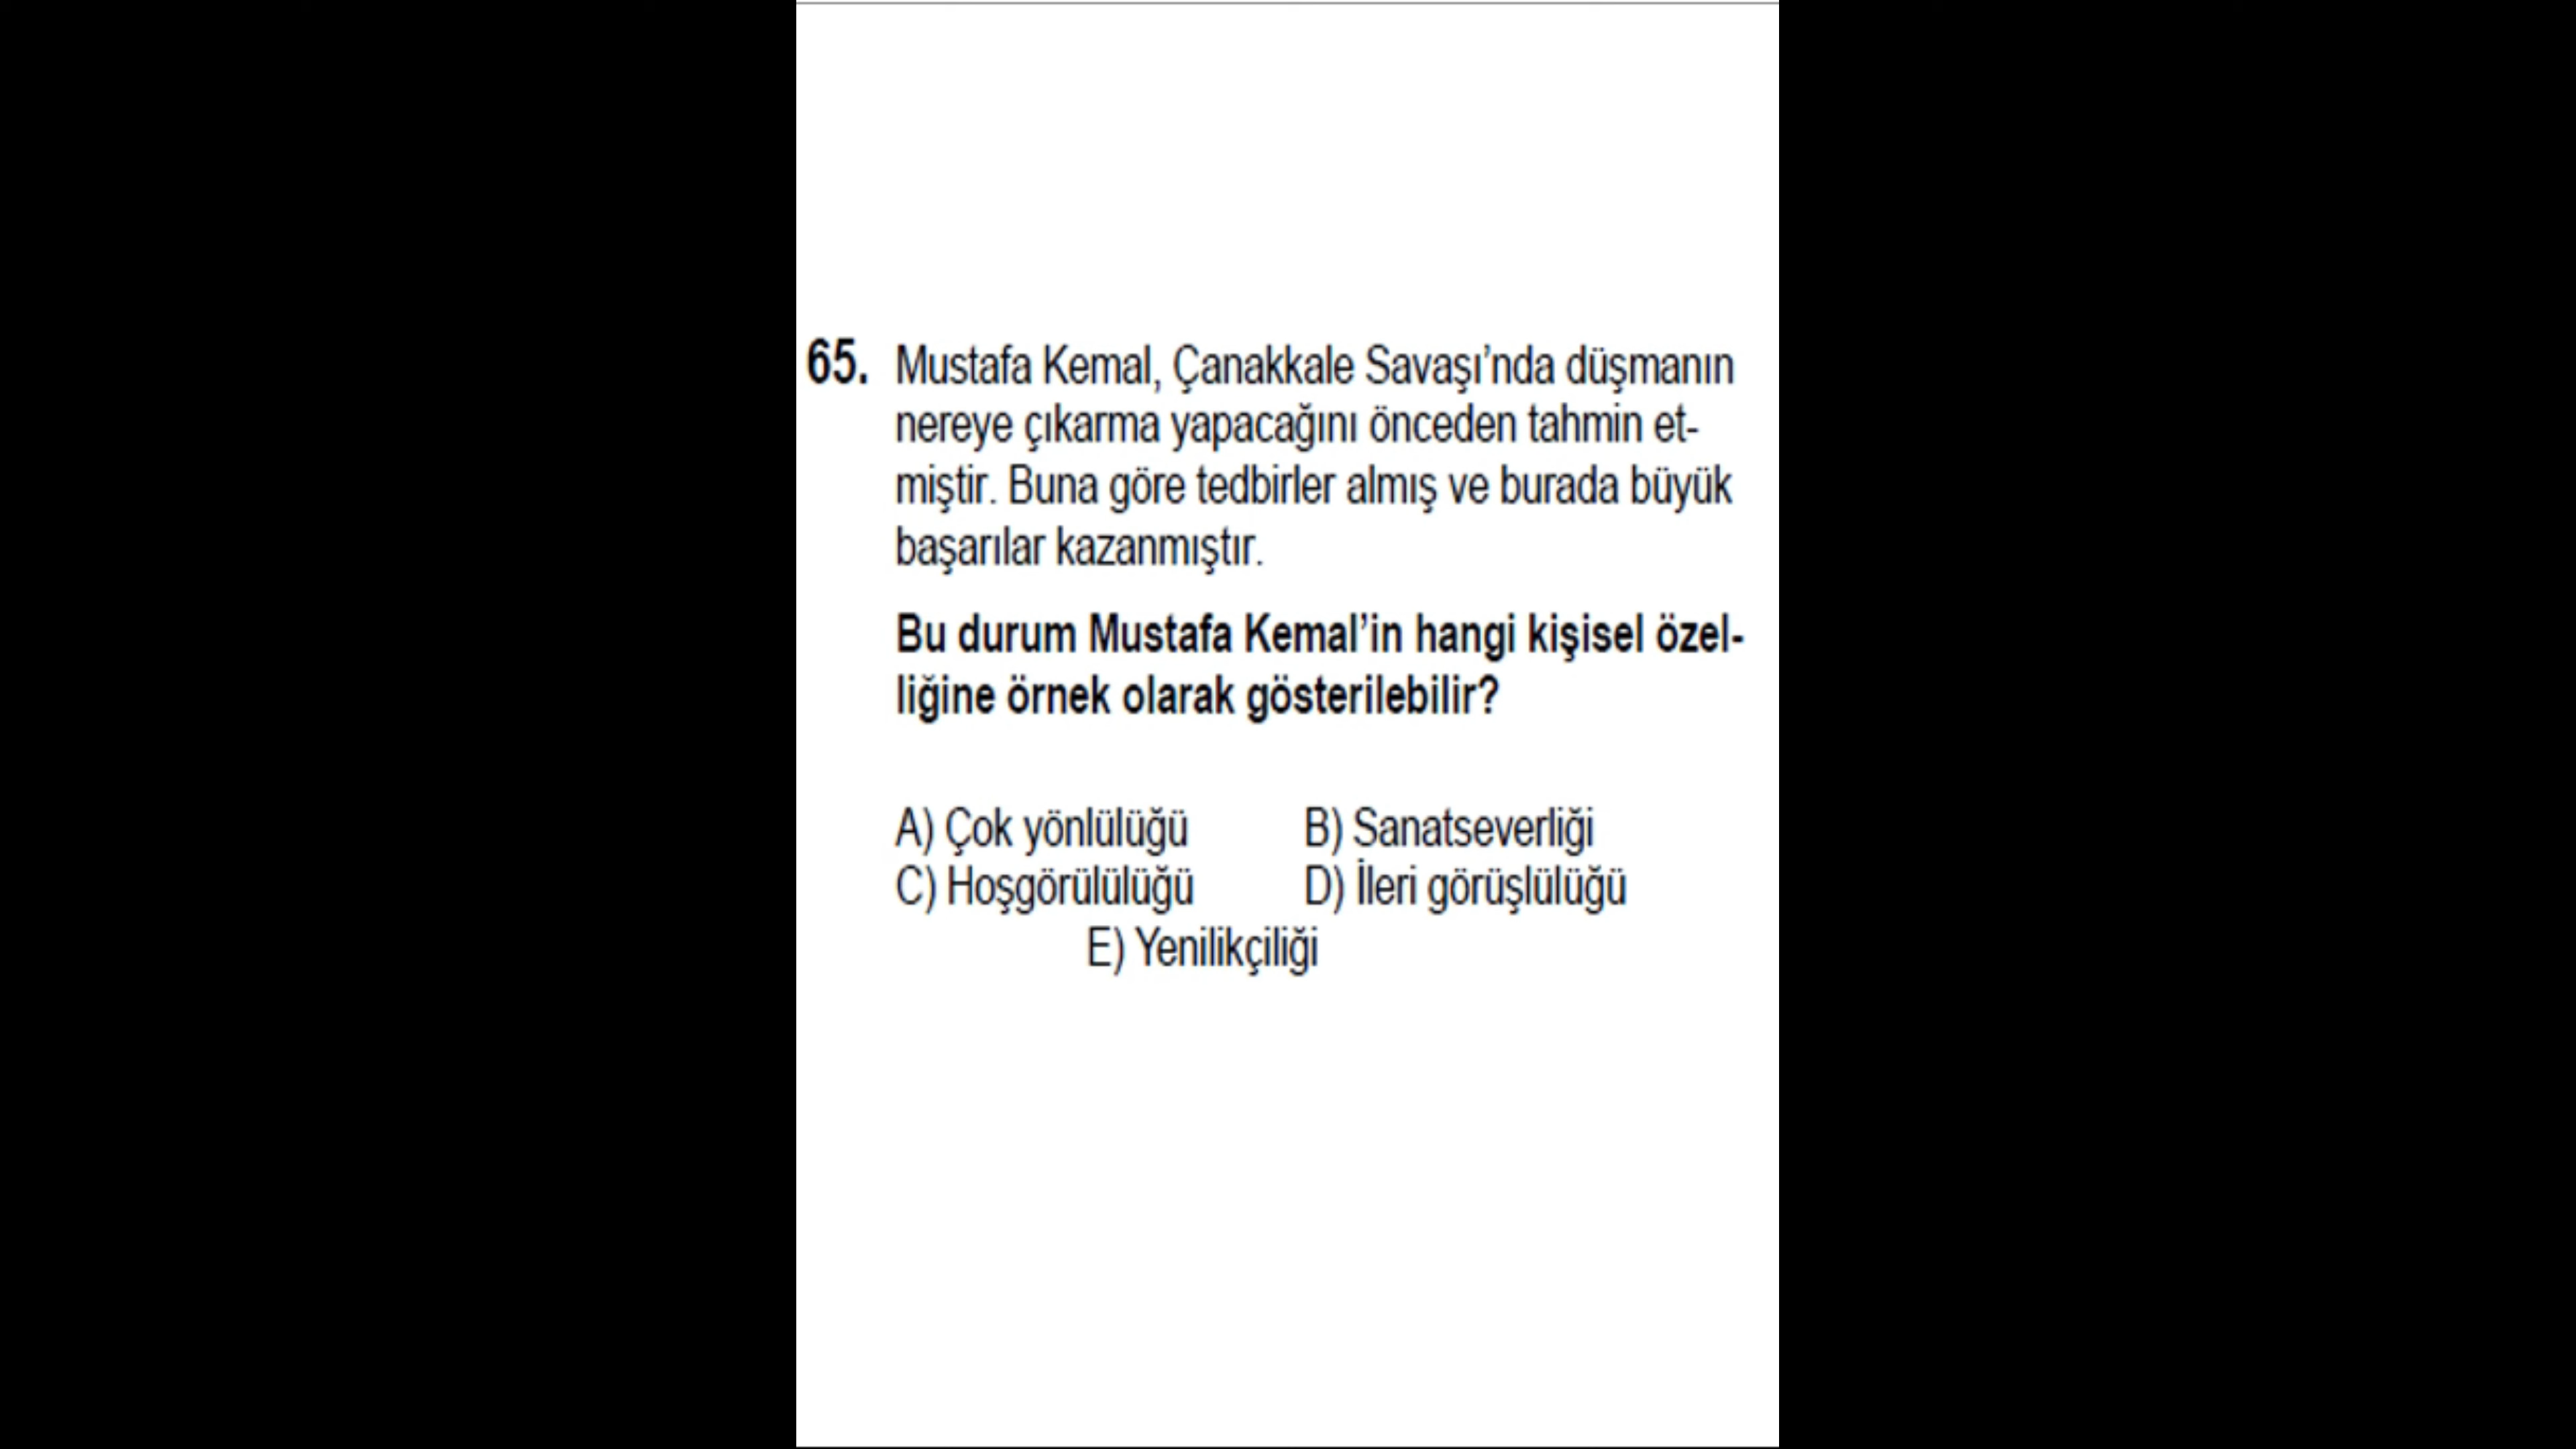 65. Mustafa Kemal, Çanakkale Savaşı’nda düşmanın
nereye çıkarma yapacağını önceden tahmin et-
miştir. Buna göre tedbirler almış ve burada büyük
başarılar kazanmıştır.
Bu durum Mustafa Kemal’in hangi kişisel özel-
liğine örnek olarak gösterilebilir?
A) Çok yönlülüğü B) Sanatseverliği
C) Hoşgörülülüğü D) İleri görüşlülüğü
E) Yenilikçiliği